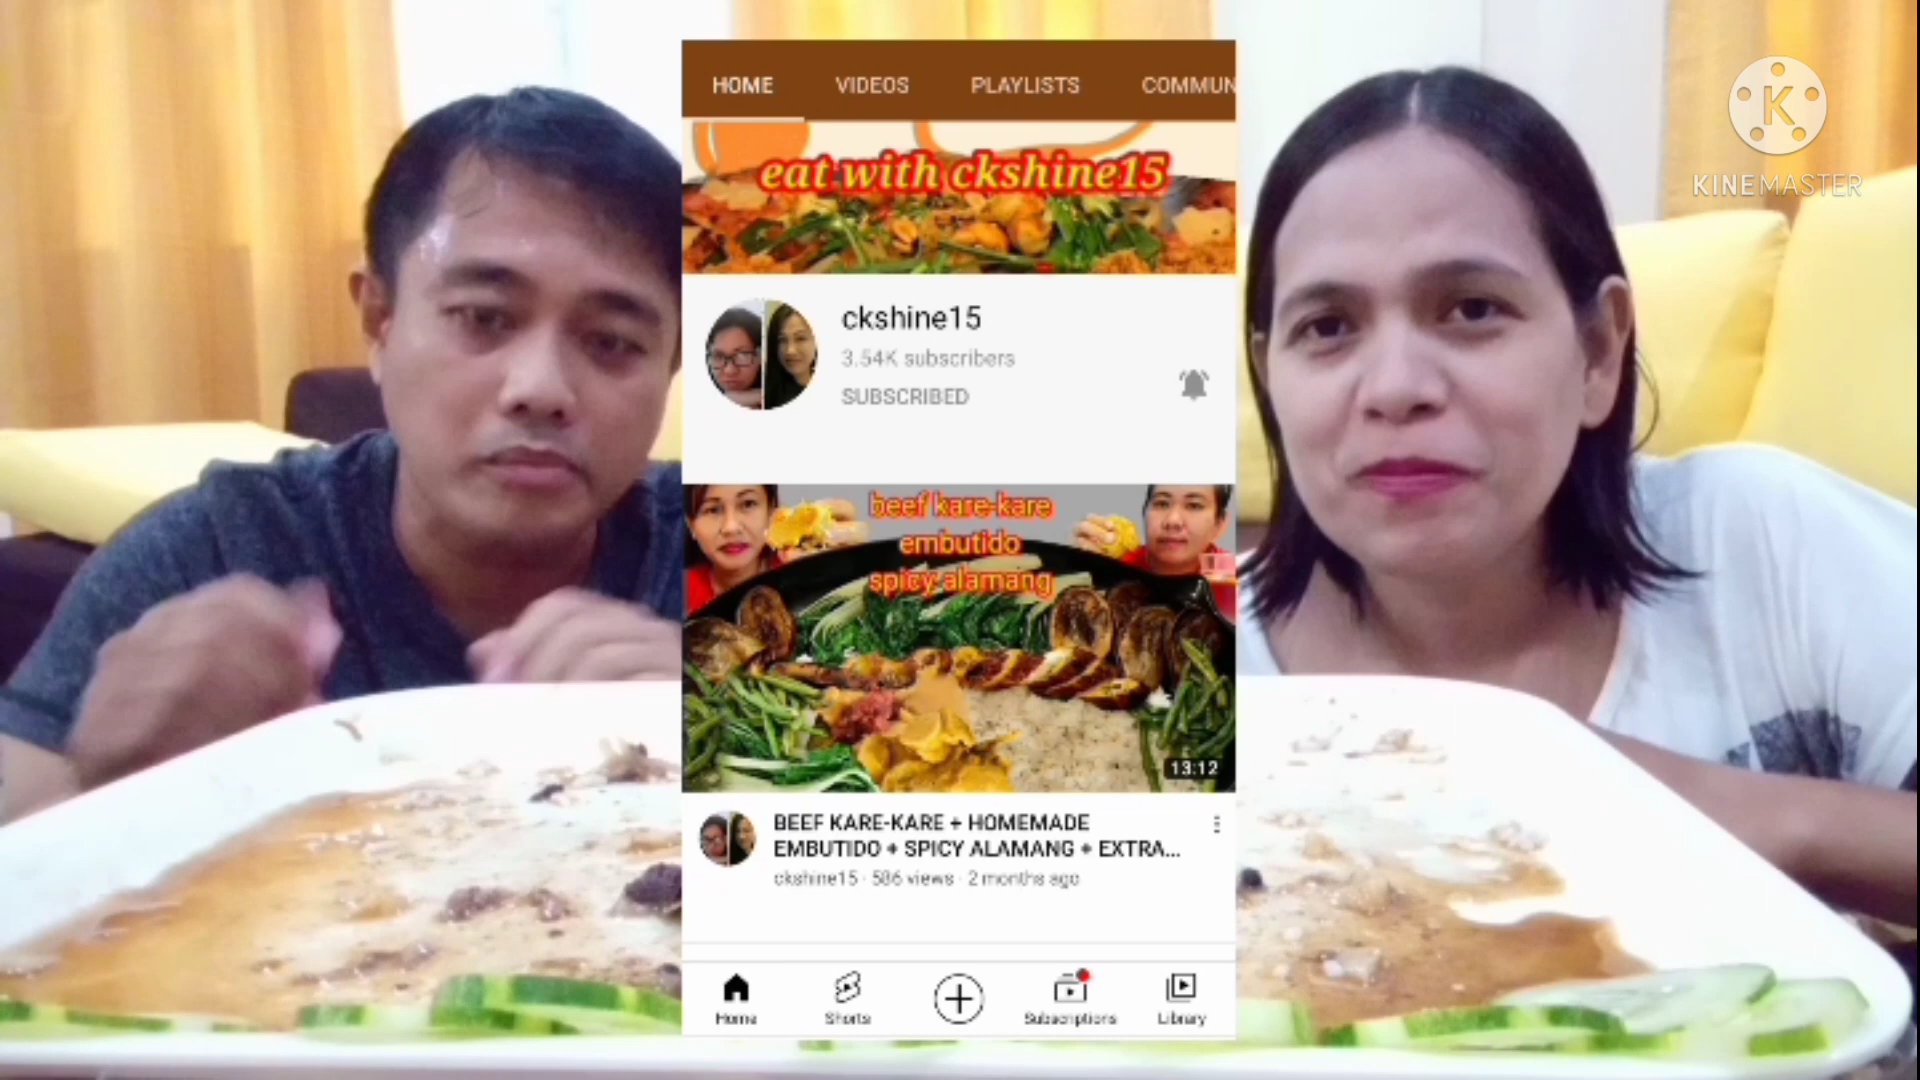 HOME VIDEOS PLAYLISTS COMMUN
eat with ckshine15
ckshine15
3.54K subscribers
SUBSCRIBED
beef kare-kare
embutido
spicy alamang
13:12
BEEF KARE-KARE + HOMEMADE
EMBUTIDO + SPICY ALAMANG + EXTRA...
ckshine15 · 586 views · 2 months ago
Home Shorts Subscriptions Library
K
KINEMASTER